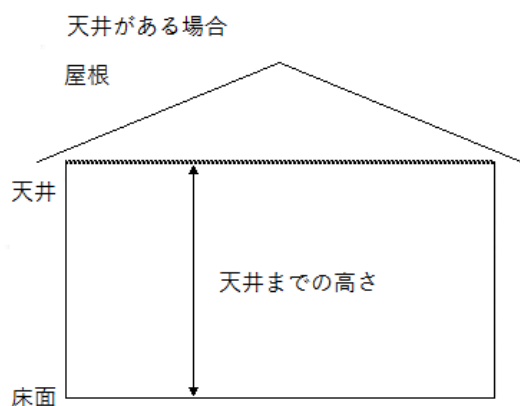 天井がある場合
屋根
天井
天井までの高さ
床面